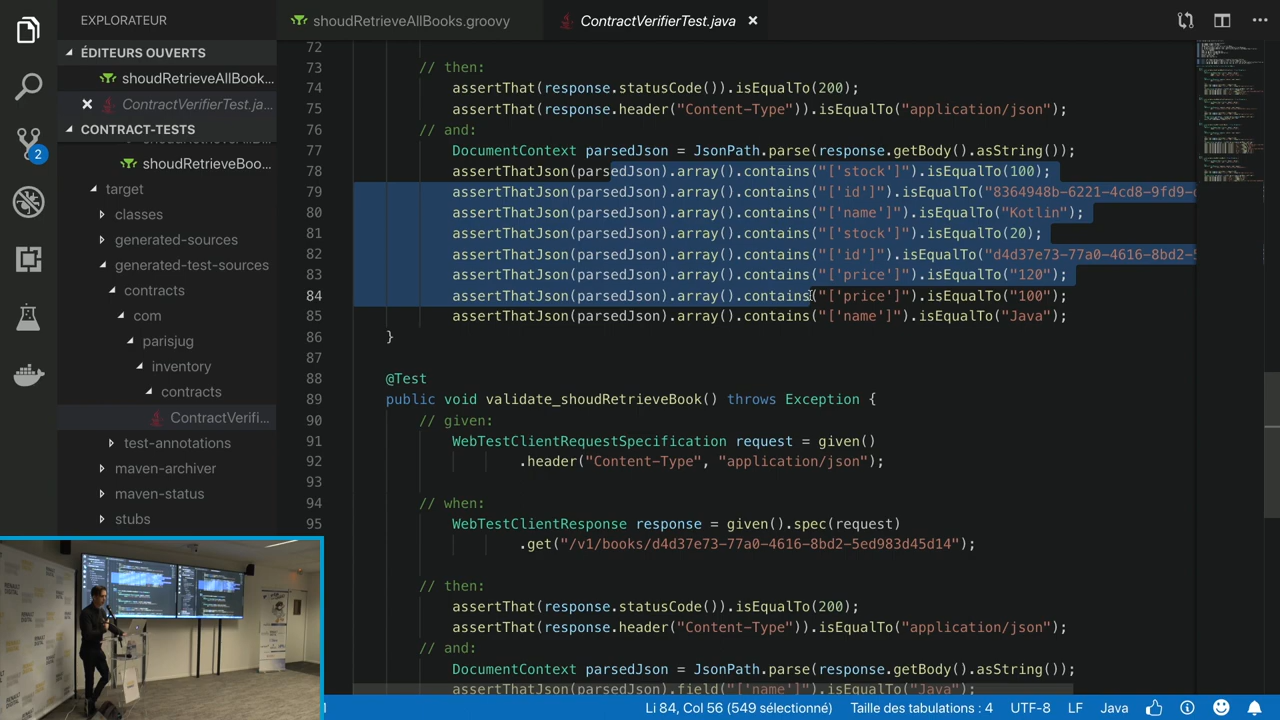 EXPLORATEUR
shoudRetrieveAllBooks.groovy
ContractVerifierTest.java
ÉDITEURS OUVERTS
shoudRetrieveAllBook...
ContractVerifierTest.ja...
CONTRACT-TESTS
2
shoudRetrieveBoo...
target
classes
generated-sources
generated-test-sources
contracts
com
parisjug
inventory
contracts
ContractVerifi...
test-annotations
maven-archiver
maven-status
stubs
72
73 // then:
74 assertThat(response.statusCode()).isEqualTo(200);
75 assertThat(response.header("Content-Type")).isEqualTo("application/json");
76 // and:
77 DocumentContext parsedJson = JsonPath.parse(response.getBody().asString());
78 assertThatJson(parsedJson).array().contains("['stock']").isEqualTo(100);
79 assertThatJson(parsedJson).array().contains("['id']").isEqualTo("8364948b-6221-4cd8-9fd9-
80 assertThatJson(parsedJson).array().contains("['name']").isEqualTo("Kotlin");
81 assertThatJson(parsedJson).array().contains("['stock']").isEqualTo(20);
82 assertThatJson(parsedJson).array().contains("['id']").isEqualTo("d4d37e73-77a0-4616-8bd2-
83 assertThatJson(parsedJson).array().contains("['price']").isEqualTo("120");
84 assertThatJson(parsedJson).array().contains("['price']").isEqualTo("100");
85 assertThatJson(parsedJson).array().contains("['name']").isEqualTo("Java");
86 }
87
88 @Test
89 public void validate_shoudRetrieveBook() throws Exception {
90 // given:
91 WebTestClientRequestSpecification request = given()
92 .header("Content-Type", "application/json");
93
94 // when:
95 WebTestClientResponse response = given().spec(request)
.get("/v1/books/d4d37e73-77a0-4616-8bd2-5ed983d45d14");
// then:
assertThat(response.statusCode()).isEqualTo(200);
assertThat(response.header("Content-Type")).isEqualTo("application/json");
// and:
DocumentContext parsedJson = JsonPath.parse(response.getBody().asString());
assertThatJson(parsedJson).field("['name']").isEqualTo("Java");
Li 84, Col 56 (549 sélectionné) Taille des tabulations : 4 UTF-8 LF Java